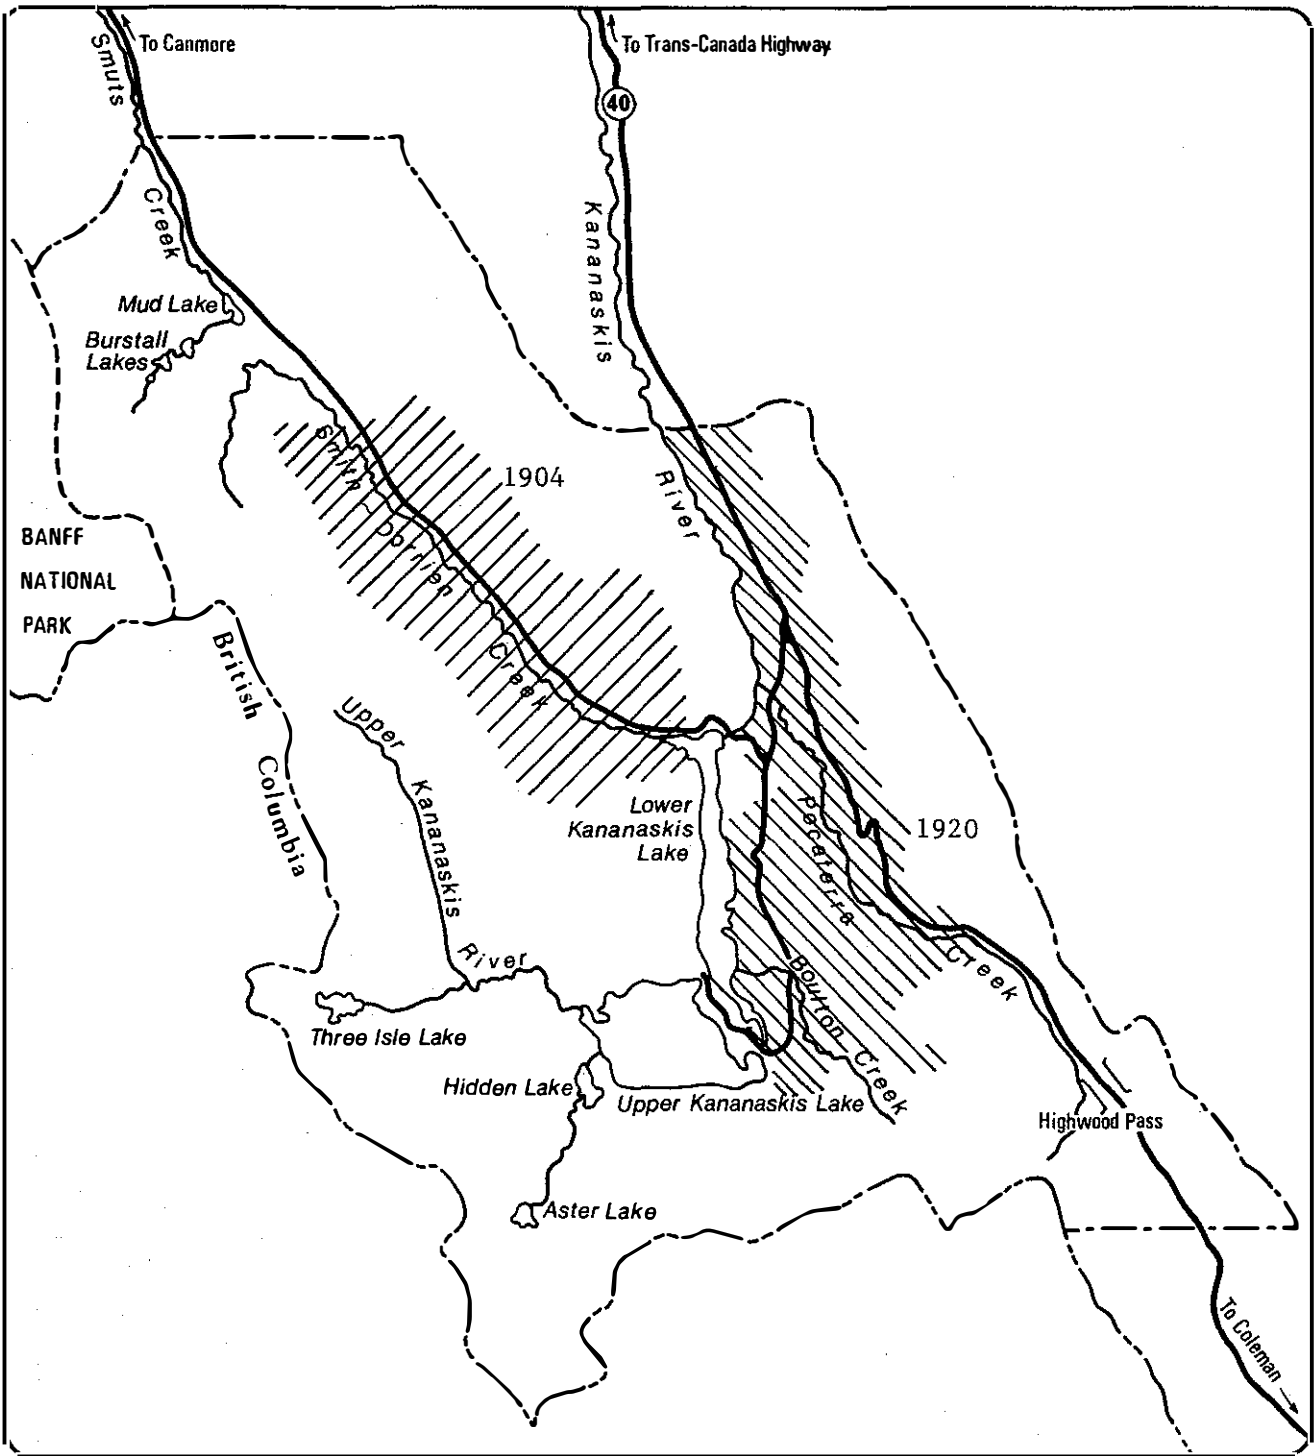 To Canmore
To Trans-Canada Highway
Smuts
Creek
40
Kananaskis
River
Mud Lake
Burstall
Lakes
Smith - Dorrien
Creek
1904
BANFF
NATIONAL
PARK
British
Columbia
Upper
Kananaskis
River
Lower
Kananaskis
Lake
Pocaterra
Creek
1920
Boulton Creek
Three Isle Lake
Hidden Lake
Upper Kananaskis Lake
Highwood Pass
Aster Lake
To Coleman